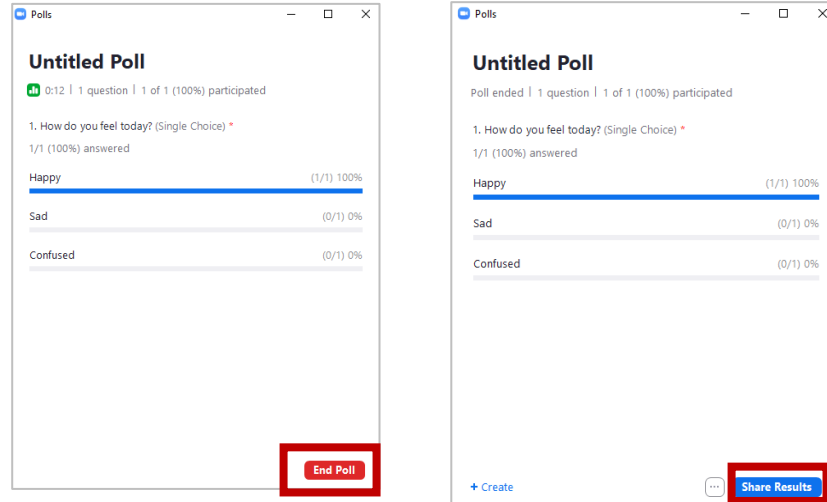 Polls
Untitled Poll
0:12 | 1 question | 1 of 1 (100%) participated
1. How do you feel today? (Single Choice) *
1/1 (100%) answered
Happy (1/1) 100%
Sad (0/1) 0%
Confused (0/1) 0%
End Poll
Polls
Untitled Poll
Poll ended | 1 question | 1 of 1 (100%) participated
1. How do you feel today? (Single Choice) *
1/1 (100%) answered
Happy (1/1) 100%
Sad (0/1) 0%
Confused (0/1) 0%
+ Create ... Share Results